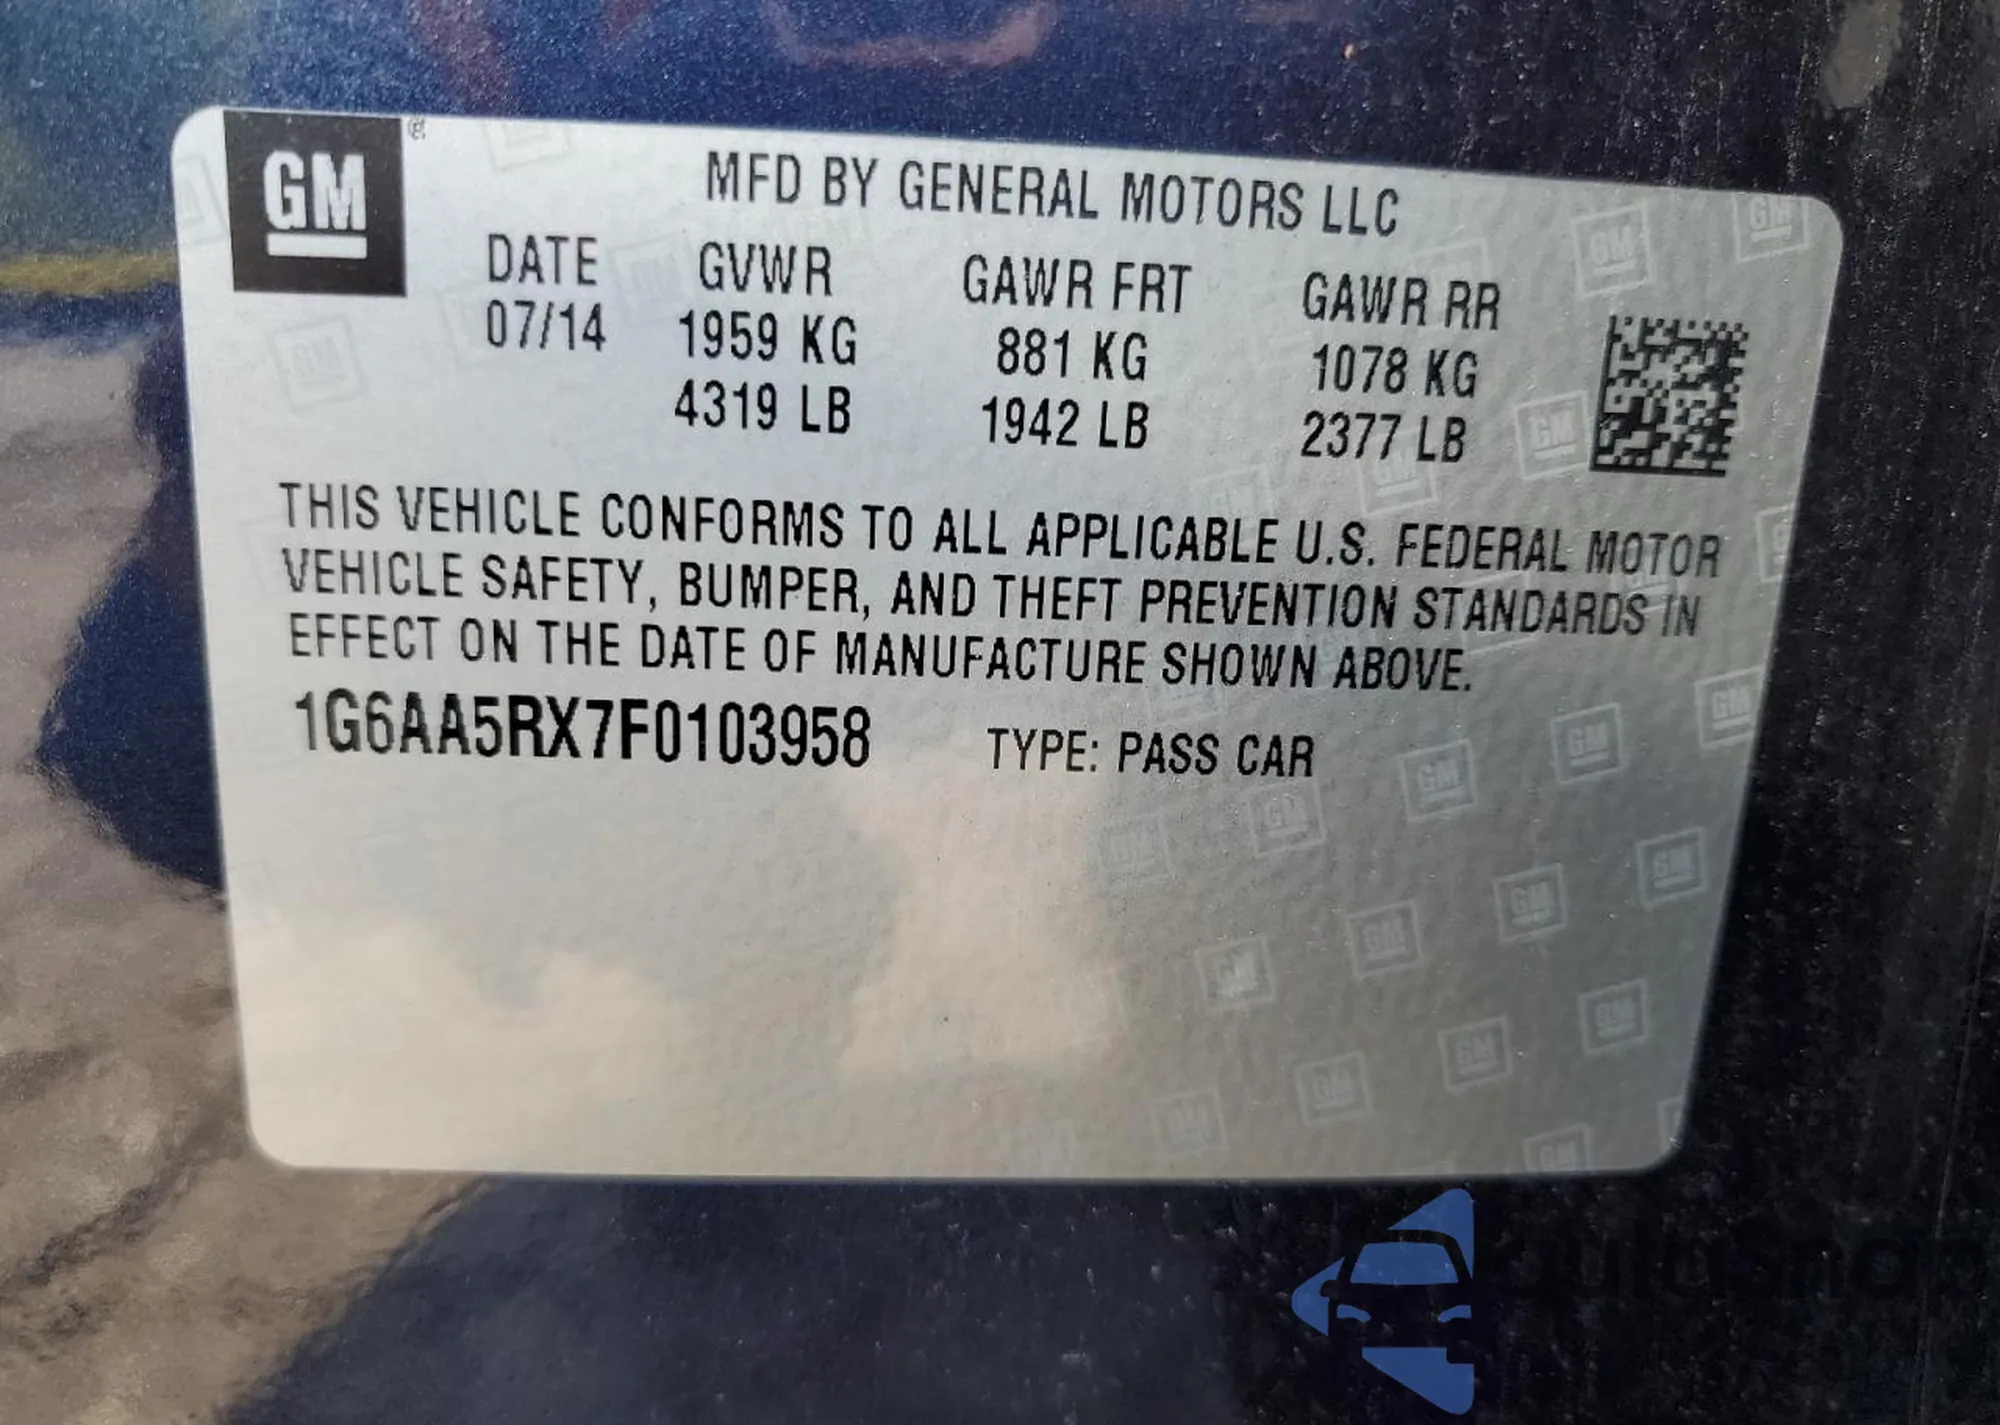 GM
MFD BY GENERAL MOTORS LLC
DATE GVWR GAWR FRT GAWR RR
07/14 1959 KG 881 KG 1078 KG
4319 LB 1942 LB 2377 LB
THIS VEHICLE CONFORMS TO ALL APPLICABLE U.S. FEDERAL MOTOR
VEHICLE SAFETY, BUMPER, AND THEFT PREVENTION STANDARDS IN
EFFECT ON THE DATE OF MANUFACTURE SHOWN ABOVE.
1G6AA5RX7F0103958 TYPE: PASS CAR